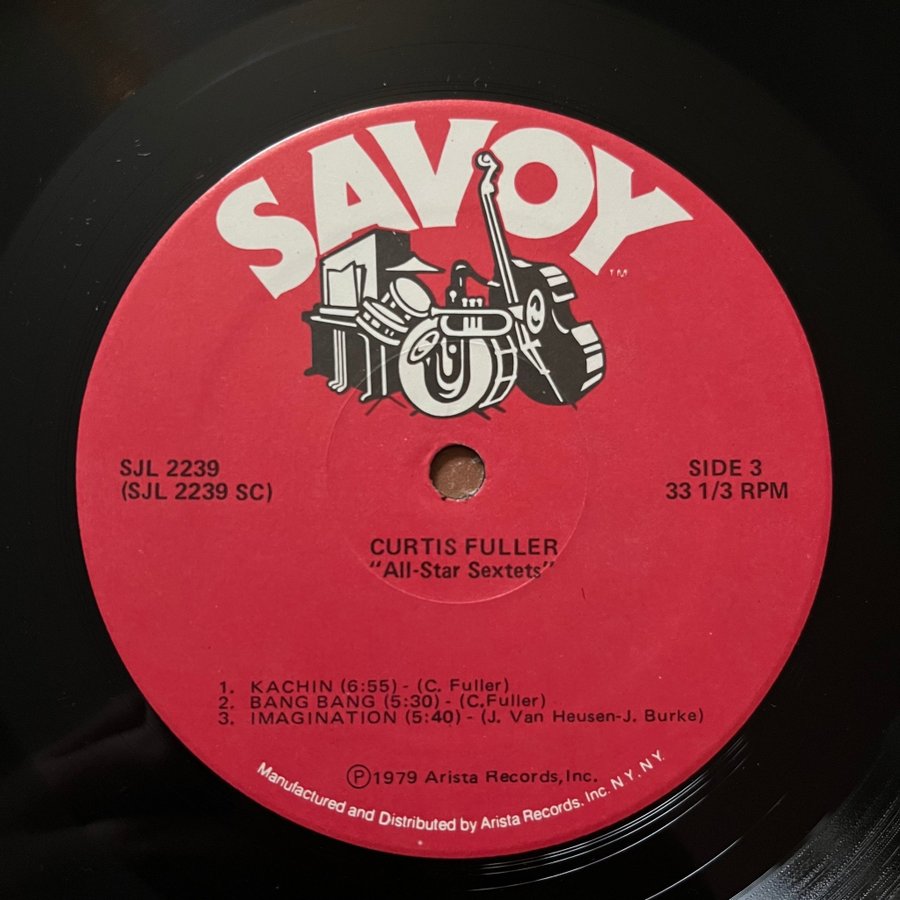 SAVOY
TM
SJL 2239
(SJL 2239 SC)
SIDE 3
33 1/3 RPM
CURTIS FULLER
"All-Star Sextets"
1. KACHIN (6:55) - (C. Fuller)
2. BANG BANG (5:30) - (C.Fuller)
3. IMAGINATION (5:40) - (J. Van Heusen-J. Burke)
Ⓟ1979 Arista Records, Inc.
Manufactured and Distributed by Arista Records, Inc. N.Y., N.Y.